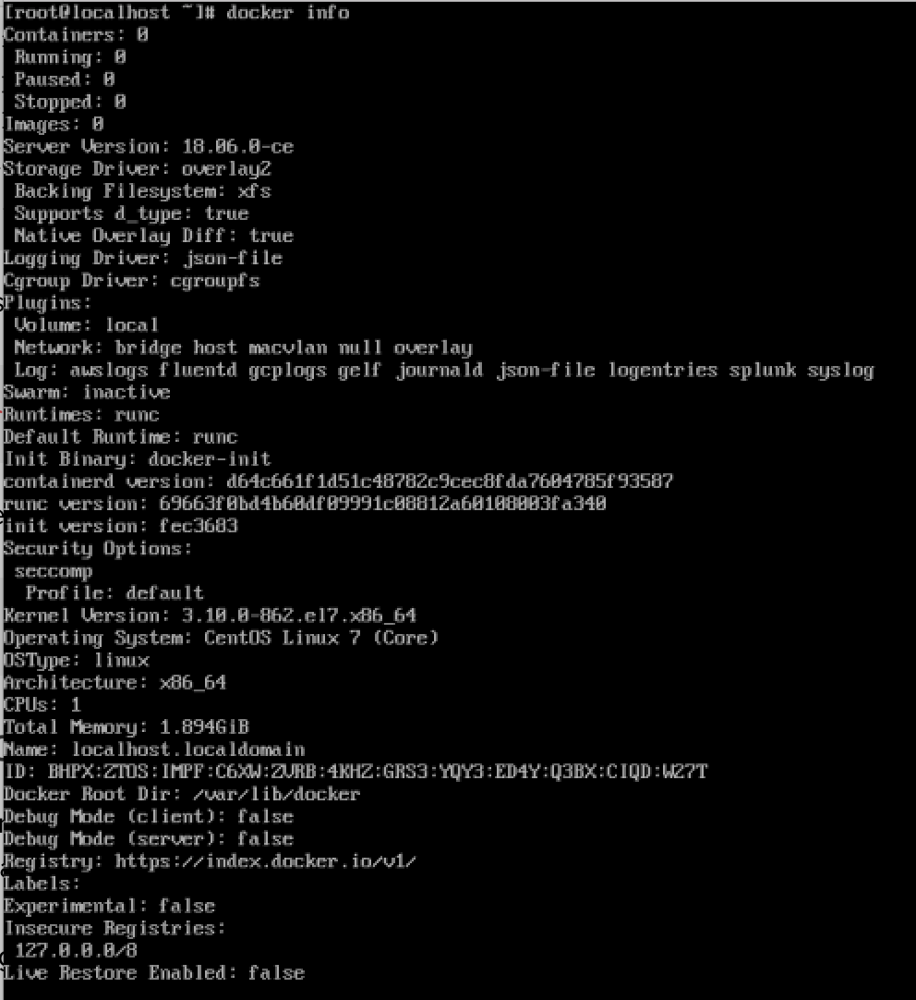 [root@localhost ~]# docker info
Containers: 0
 Running: 0
 Paused: 0
 Stopped: 0
Images: 0
Server Version: 18.06.0-ce
Storage Driver: overlay2
 Backing Filesystem: xfs
 Supports d_type: true
 Native Overlay Diff: true
Logging Driver: json-file
Cgroup Driver: cgroupfs
Plugins:
 Volume: local
 Network: bridge host macvlan null overlay
 Log: awslogs fluentd gcplogs gelf journald json-file logentries splunk syslog
Swarm: inactive
Runtimes: runc
Default Runtime: runc
Init Binary: docker-init
containerd version: d64c661f1d51c48782c9cec8fda7604785f93587
runc version: 69663f0bd4b60df09991c08812a60108003fa340
init version: fec3683
Security Options:
 seccomp
  Profile: default
Kernel Version: 3.10.0-862.el7.x86_64
Operating System: CentOS Linux 7 (Core)
OSType: linux
Architecture: x86_64
CPUs: 1
Total Memory: 1.894GiB
Name: localhost.localdomain
ID: BHPX:ZTOS:IMPF:C6XW:ZVRB:4KHZ:GRS3:YQY3:ED4Y:Q3BX:CIQD:WZ7T
Docker Root Dir: /var/lib/docker
Debug Mode (client): false
Debug Mode (server): false
Registry: https://index.docker.io/v1/
Labels:
Experimental: false
Insecure Registries:
 127.0.0.0/8
Live Restore Enabled: false